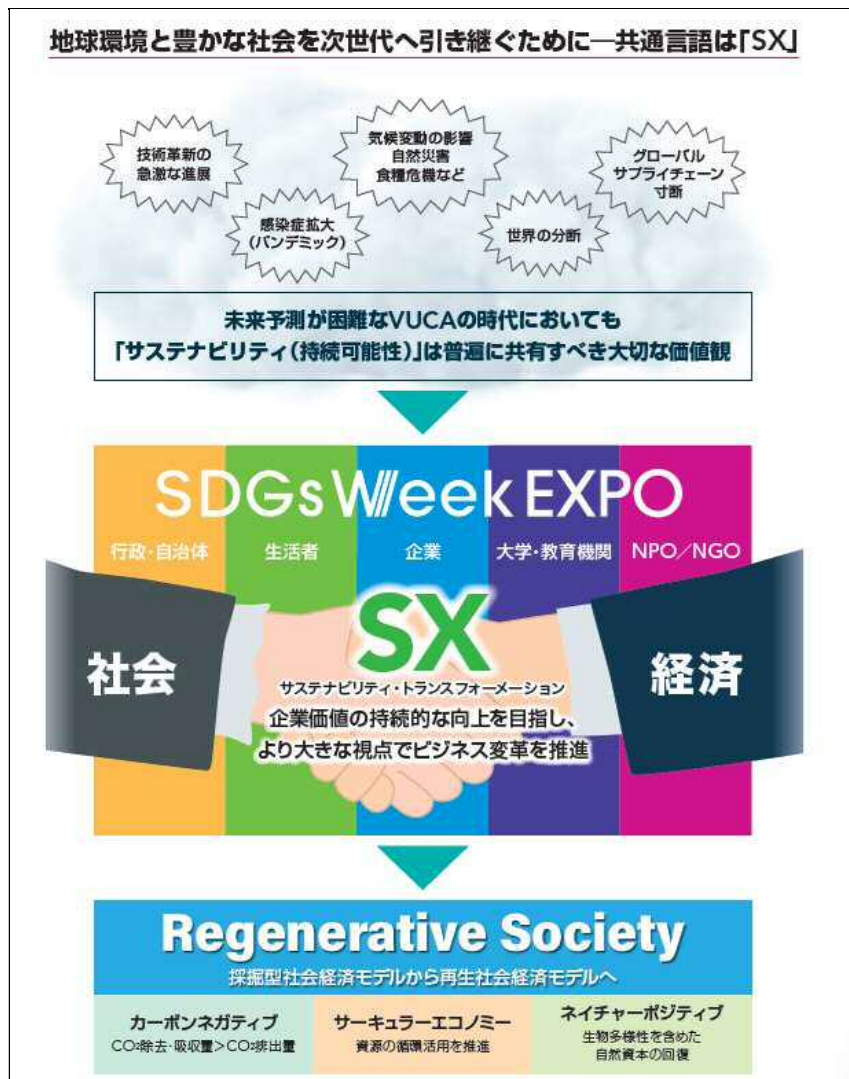 地球環境と豊かな社会を次世代へ引き継ぐために―共通言語は「SX」
技術革新の
急激な進展
気候変動の影響
自然災害
食糧危機など
グローバル
サプライチェーン
寸断
感染症拡大
(パンデミック)
世界の分断
未来予測が困難なVUCAの時代においても
「サステナビリティ(持続可能性)」は普遍に共有すべき大切な価値観
SDGsWeekEXPO
行政・自治体
生活者
企業
大学・教育機関
NPO/NGO
社会
SX
経済
サステナビリティ・トランスフォーメーション
企業価値の持続的な向上を目指し、
より大きな視点でビジネス変革を推進
Regenerative Society
採掘型社会経済モデルから再生社会経済モデルへ
カーボンネガティブ
CO2除去・吸収量>CO2排出量
サーキュラーエコノミー
資源の循環活用を推進
ネイチャーポジティブ
生物多様性を含めた
自然資本の回復